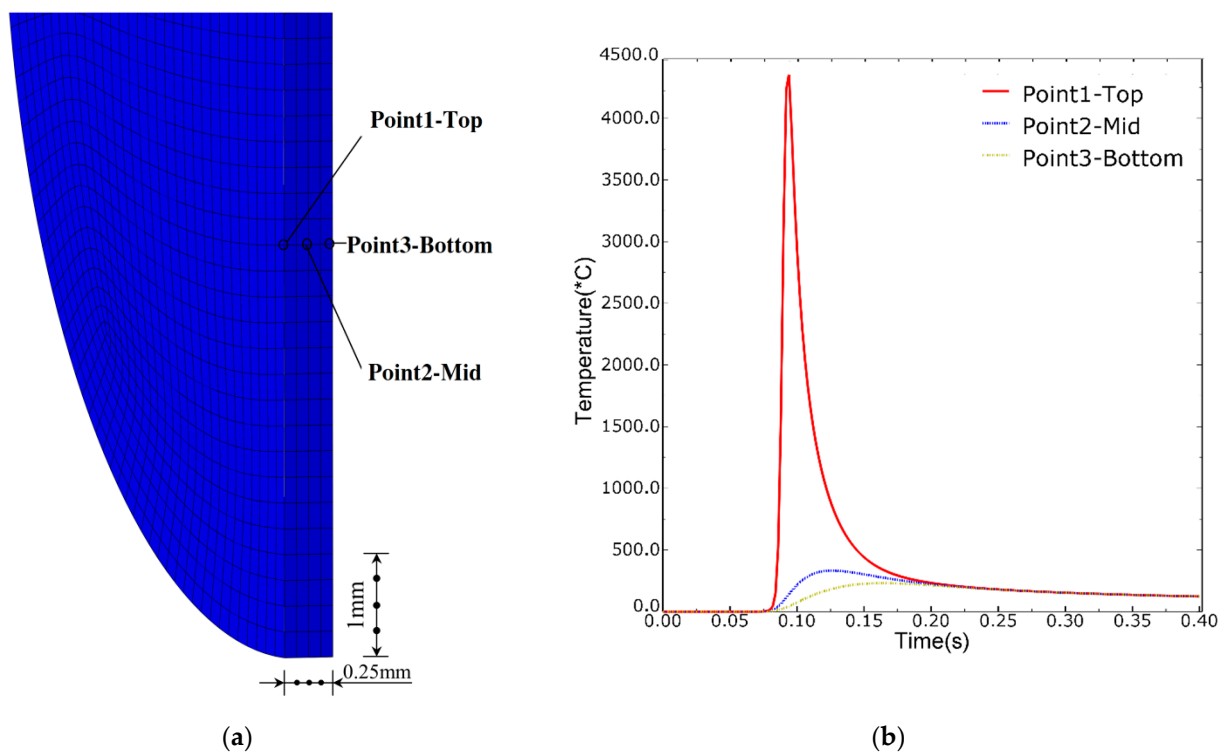 Point1-Top
Point3-Bottom
Point2-Mid
1mm
0.25mm
(a)
4500.0
4000.0
3500.0
3000.0
2500.0
2000.0
1500.0
1000.0
500.0
0.0
Temperature(*C)
Point1-Top
Point2-Mid
Point3-Bottom
0.00 0.05 0.10 0.15 0.20 0.25 0.30 0.35 0.40
Time(s)
(b)